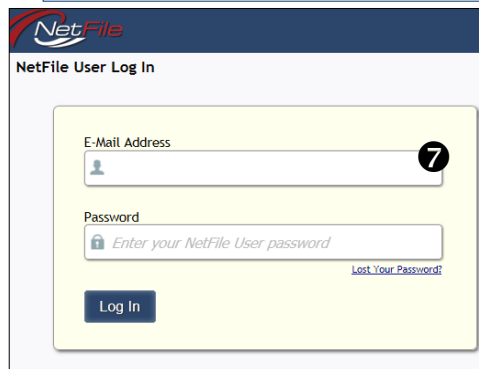 NetFile
NetFile User Log In
E-Mail Address
7
Password
Enter your NetFile User password
Lost Your Password?
Log In